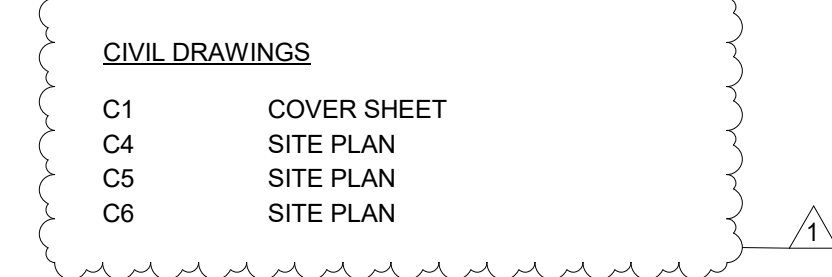 CIVIL DRAWINGS
C1 COVER SHEET
C4 SITE PLAN
C5 SITE PLAN
C6 SITE PLAN
1